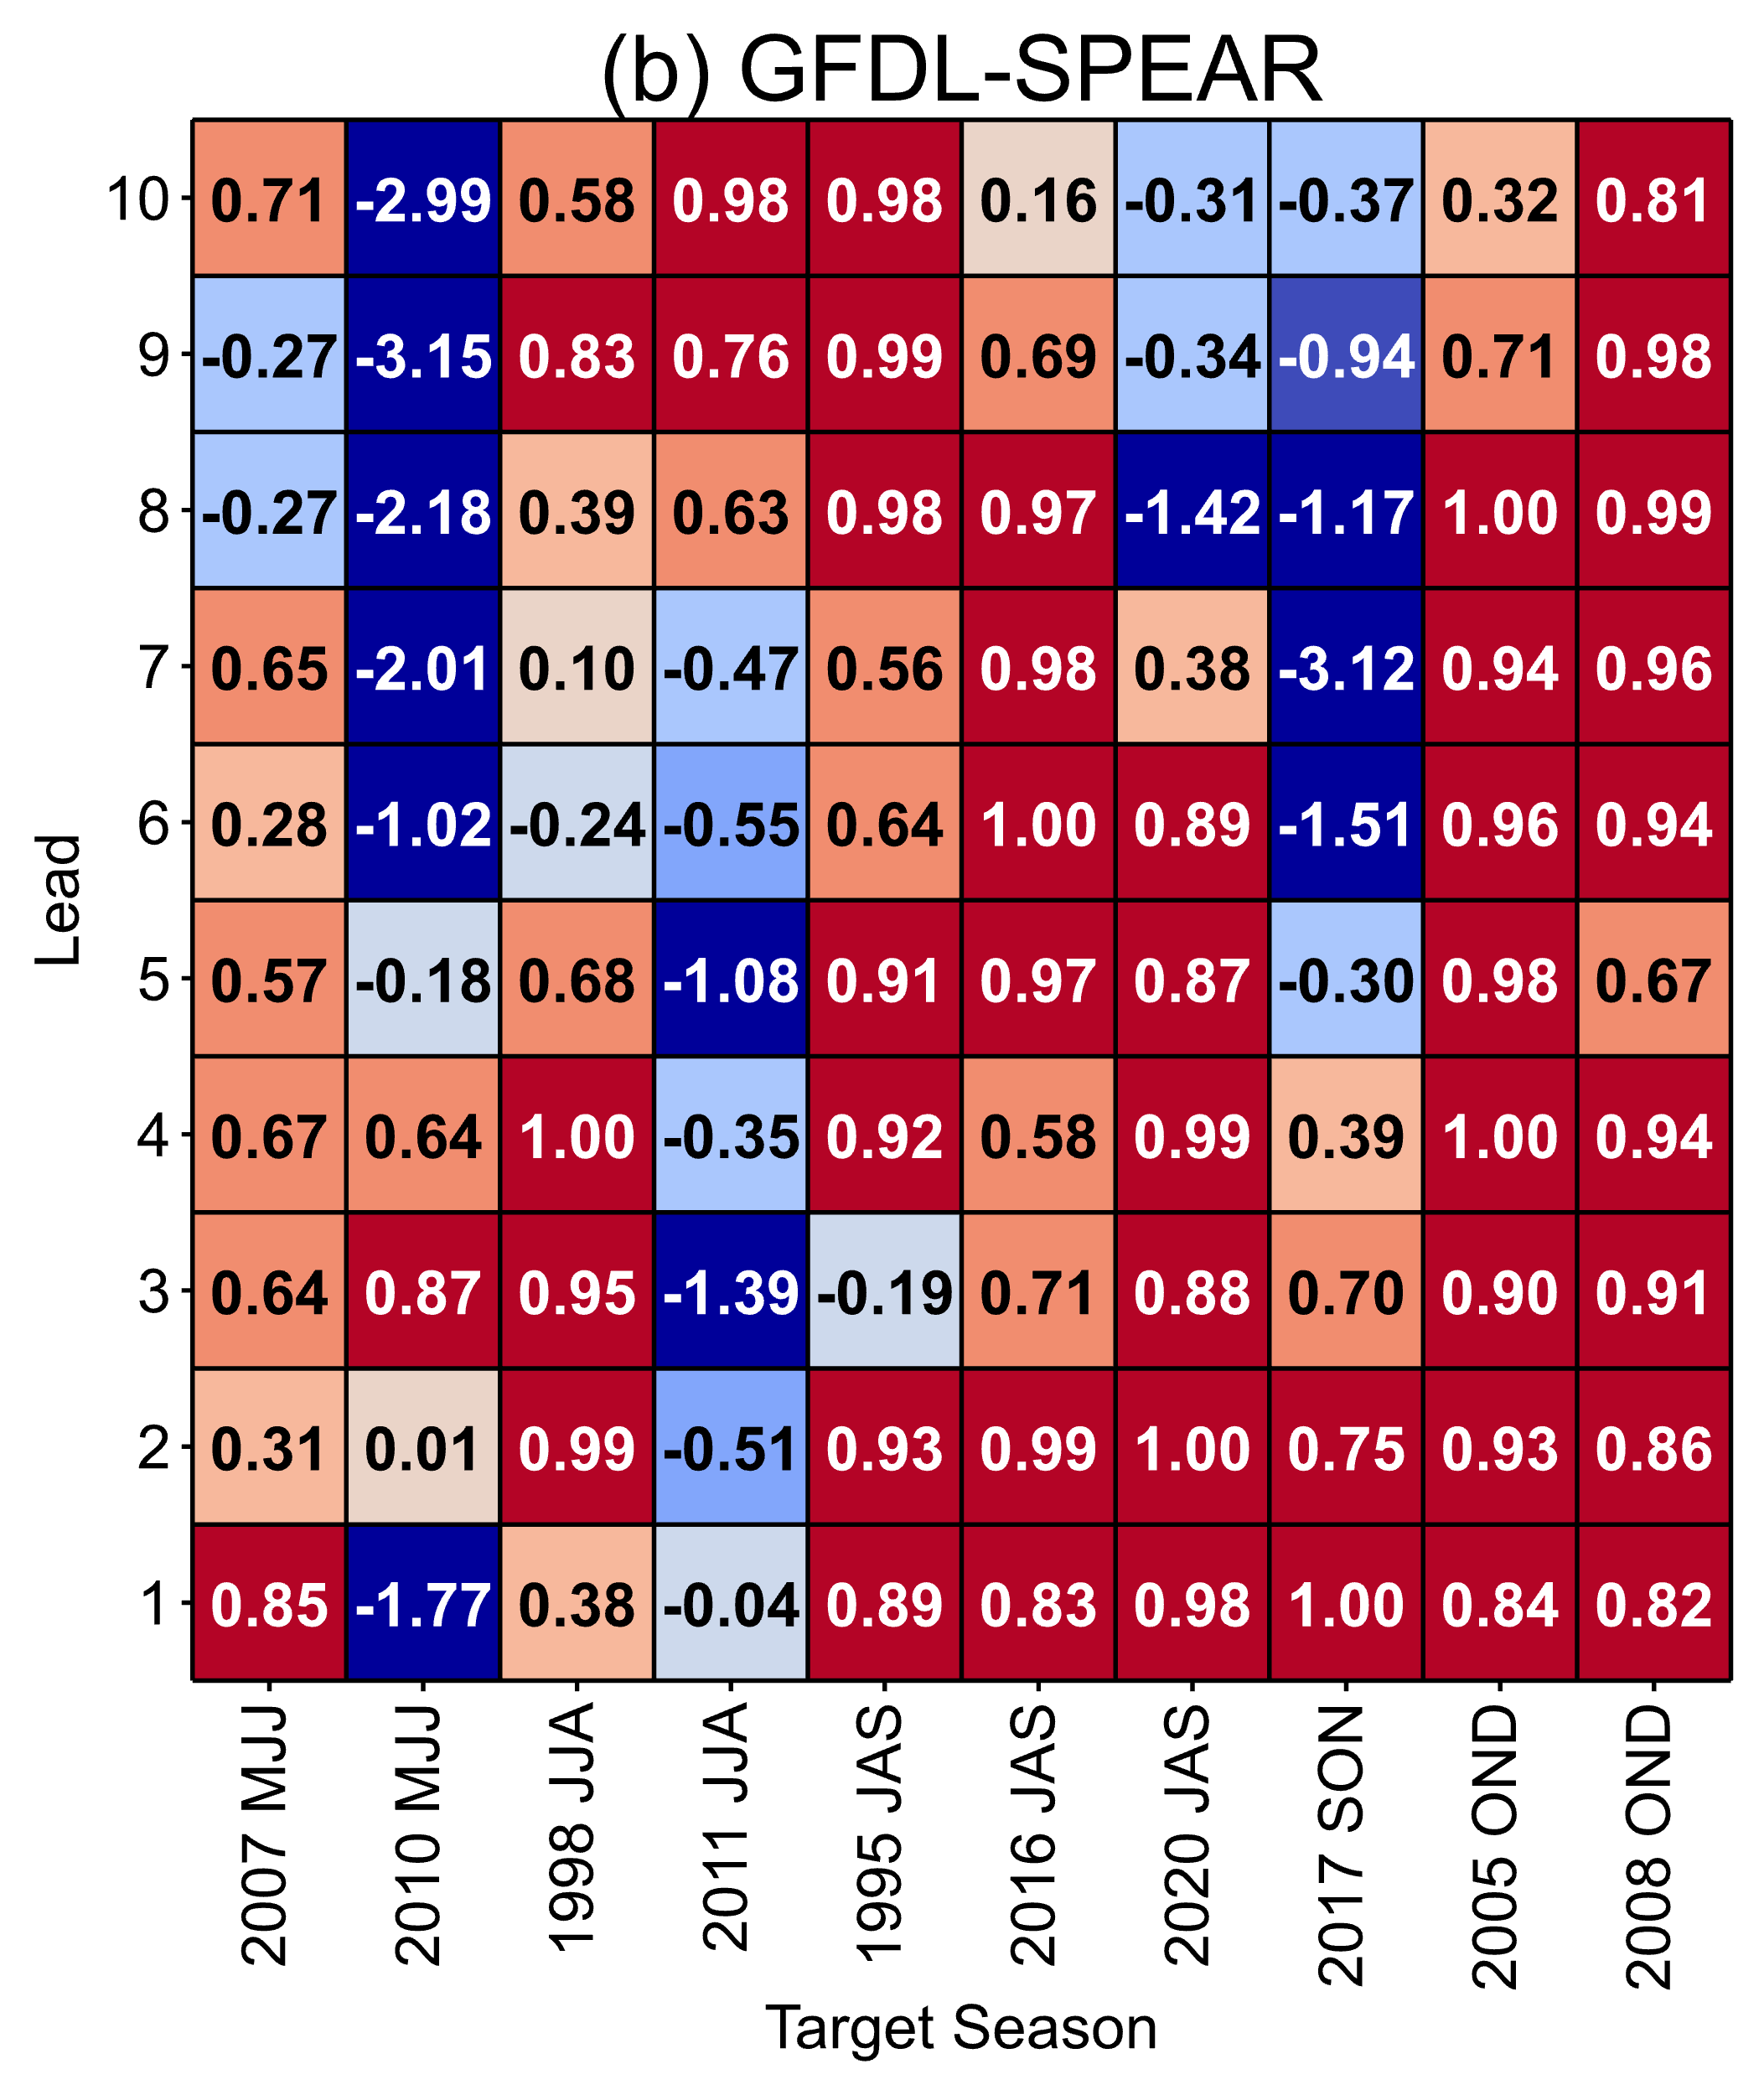 (b) GFDL-SPEAR
10 0.71 -2.99 0.58 0.98 0.98 0.16 -0.31 -0.37 0.32 0.81
9 -0.27 -3.15 0.83 0.76 0.99 0.69 -0.34 -0.94 0.71 0.98
8 -0.27 -2.18 0.39 0.63 0.98 0.97 -1.42 -1.17 1.00 0.99
7 0.65 -2.01 0.10 -0.47 0.56 0.98 0.38 -3.12 0.94 0.96
6 0.28 -1.02 -0.24 -0.55 0.64 1.00 0.89 -1.51 0.96 0.94
Lead
5 0.57 -0.18 0.68 -1.08 0.91 0.97 0.87 -0.30 0.98 0.67
4 0.67 0.64 1.00 -0.35 0.92 0.58 0.99 0.39 1.00 0.94
3 0.64 0.87 0.95 -1.39 -0.19 0.71 0.88 0.70 0.90 0.91
2 0.31 0.01 0.99 -0.51 0.93 0.99 1.00 0.75 0.93 0.86
1 0.85 -1.77 0.38 -0.04 0.89 0.83 0.98 1.00 0.84 0.82
2007 MJJ
2010 MJJ
1998 JJA
2011 JJA
1995 JAS
2016 JAS
2020 JAS
2017 SON
2005 OND
2008 OND
Target Season